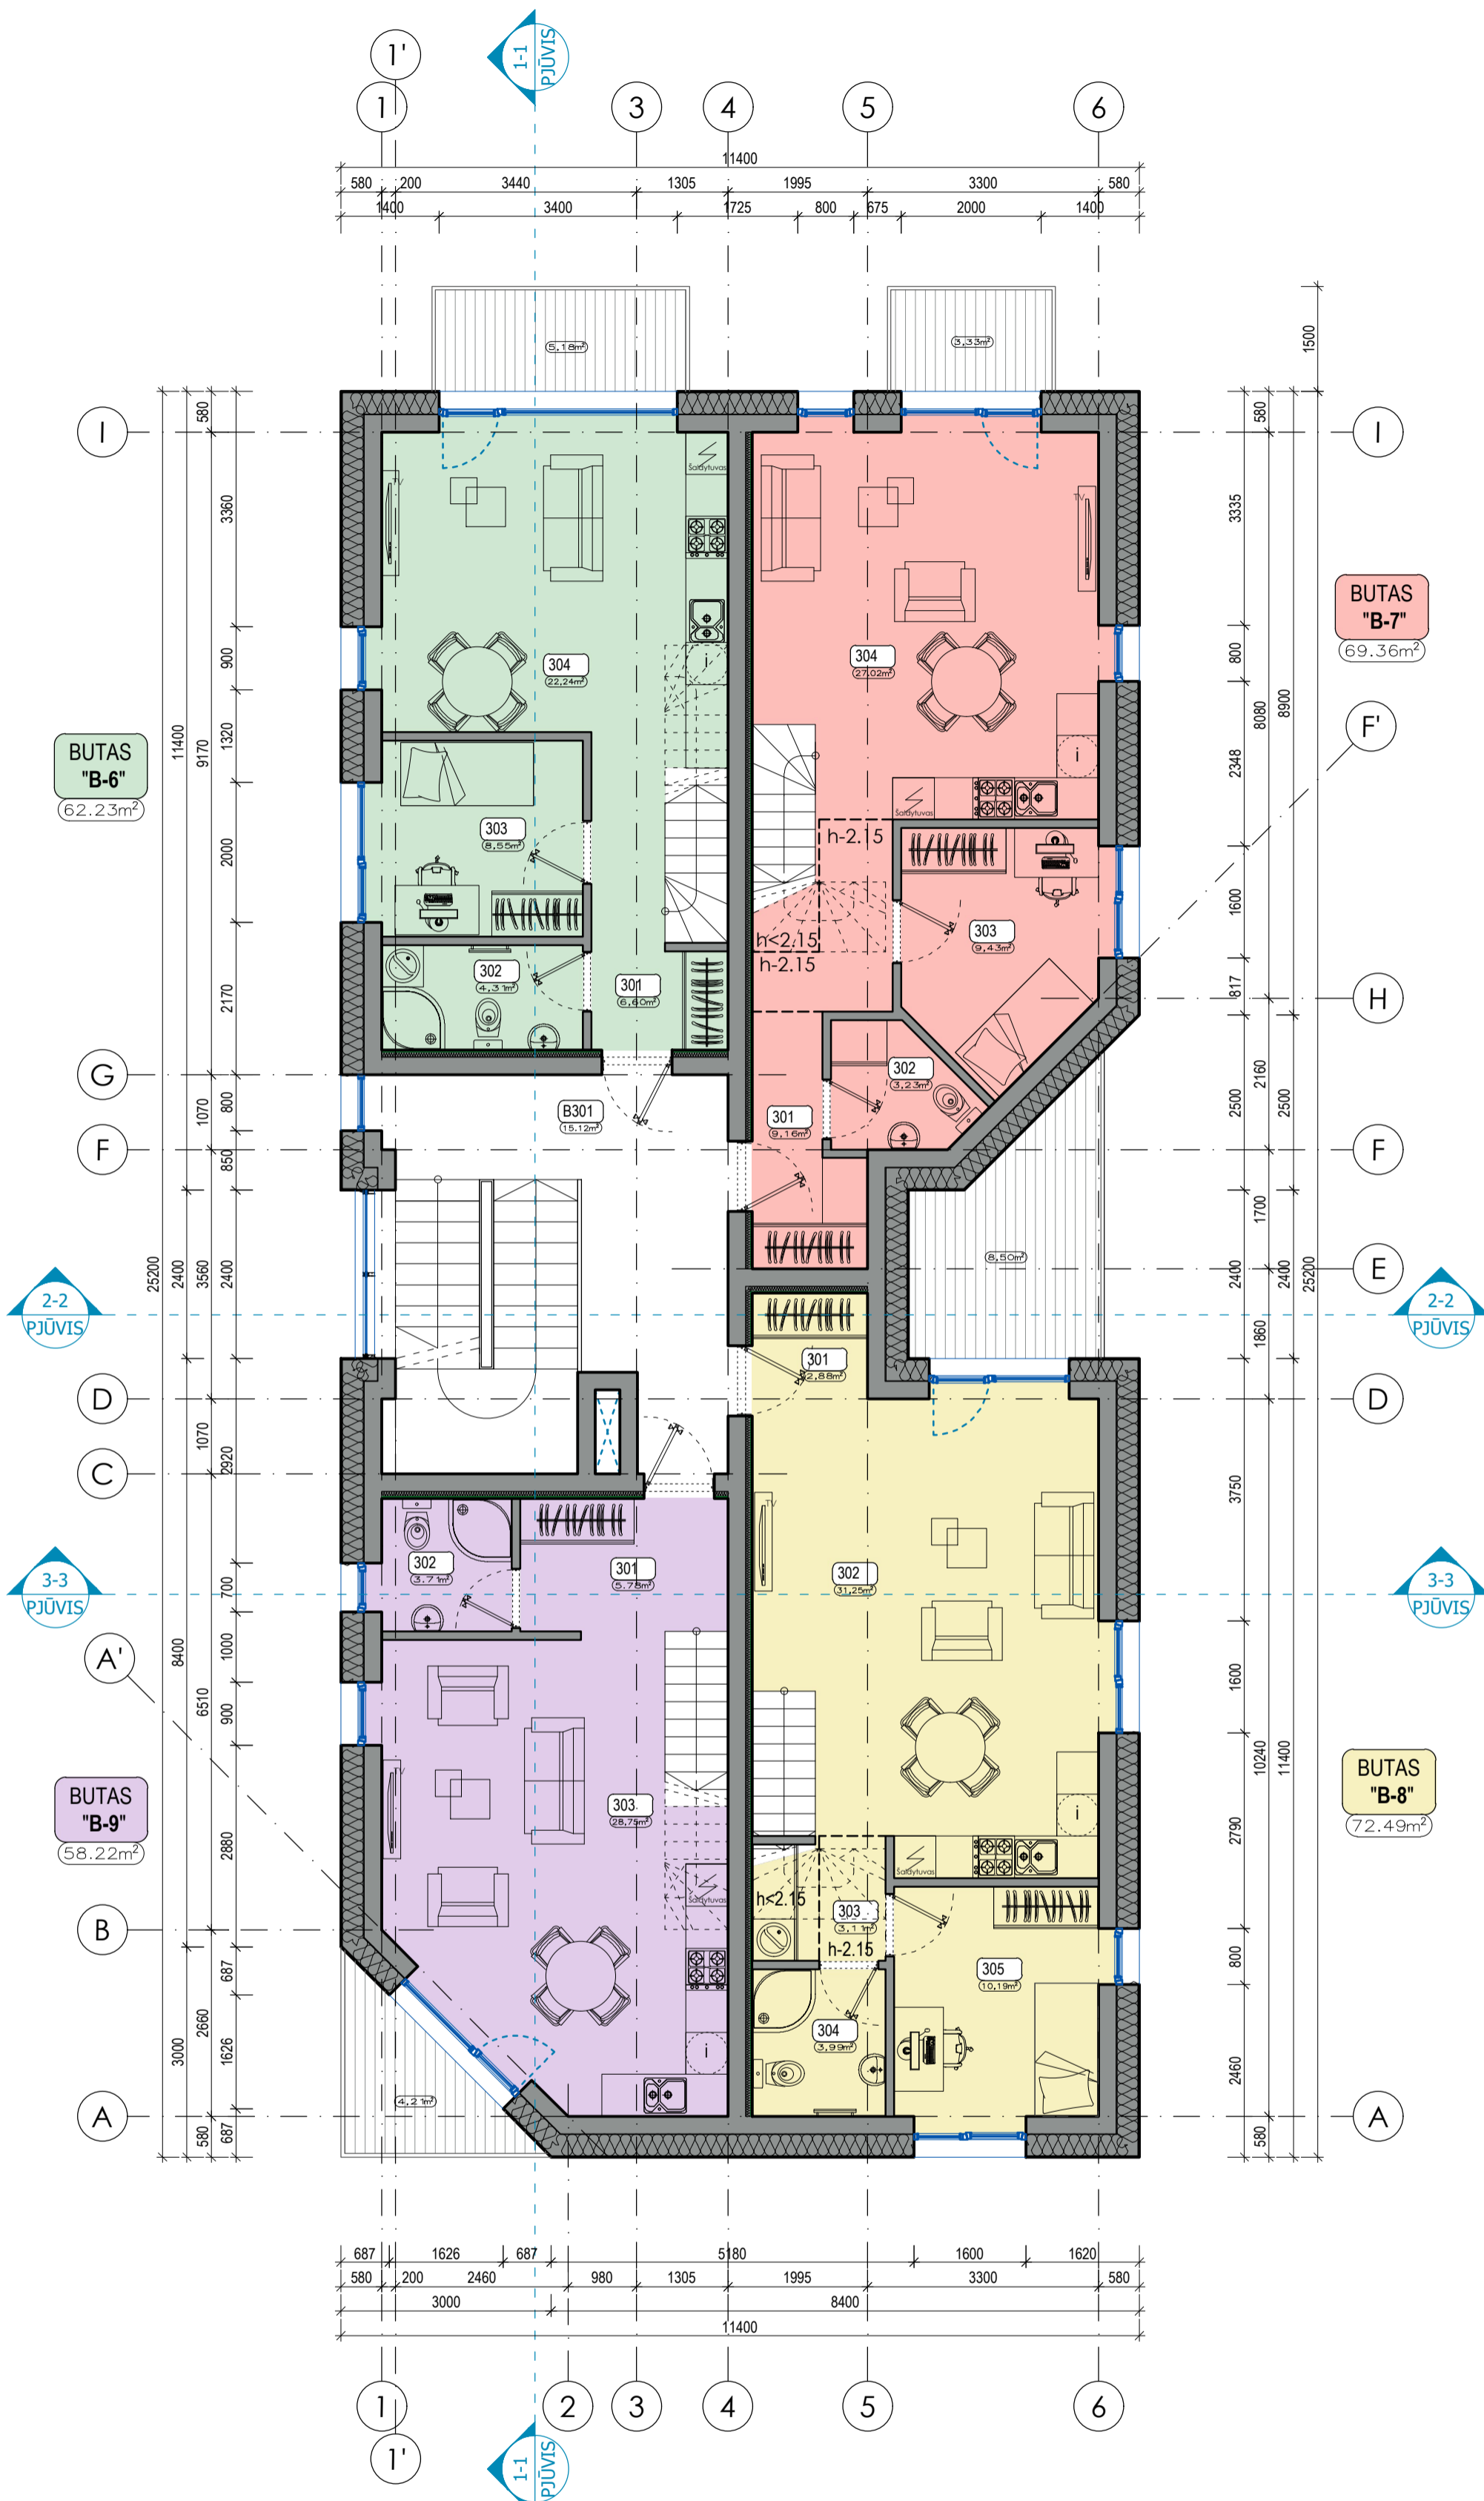 1'
1-1
PJŪVIS
1
3
4
5
6
11400
580
200
3440
1305
1995
3300
580
1400
3400
1725
800
675
2000
1400
5,18m²
3,33m²
1500
I
I
580
3360
900
1320
2000
2170
800
850
2400
2920
700
1000
900
2880
687
1626
687
580
9170
1070
3560
1070
6510
2660
580
11400
2400
8400
3000
25200
580
3335
800
2348
1600
817
2500
2400
3750
1600
2790
800
2460
8080
2160
1700
1860
10240
580
8900
2500
2400
11400
25200
TV
Šaldytuvas
TV
BUTAS
"B-7"
69.36m²
304
22,24m²
i
304
27,02m²
F'
BUTAS
"B-6"
62.23m²
i
Šaldytuvas
303
8,55m²
h-2.15
303
9,43m²
h<2.15
h-2.15
302
4,31m²
301
6,60m²
H
G
302
3,23m²
B301
15.12m²
301
9,16m²
F
F
8,50m²
E
2-2
PJŪVIS
2-2
PJŪVIS
301
2,88m²
D
D
C
TV
302
3.71m²
301
5.78m²
302
31,25m²
3-3
PJŪVIS
3-3
PJŪVIS
A'
TV
BUTAS
"B-9"
58.22m²
303
28,75m²
i
BUTAS
"B-8"
72.49m²
Šaldytuvas
Šaldytuvas
h<2.15
303
3.11m²
h-2.15
B
305
10,19m²
304
3,99m²
i
4,21m²
A
A
687
1626
687
5180
1600
1620
580
200
2460
980
1305
1995
3300
580
3000
8400
11400
1
2
3
4
5
6
1'
1-1
PJŪVIS